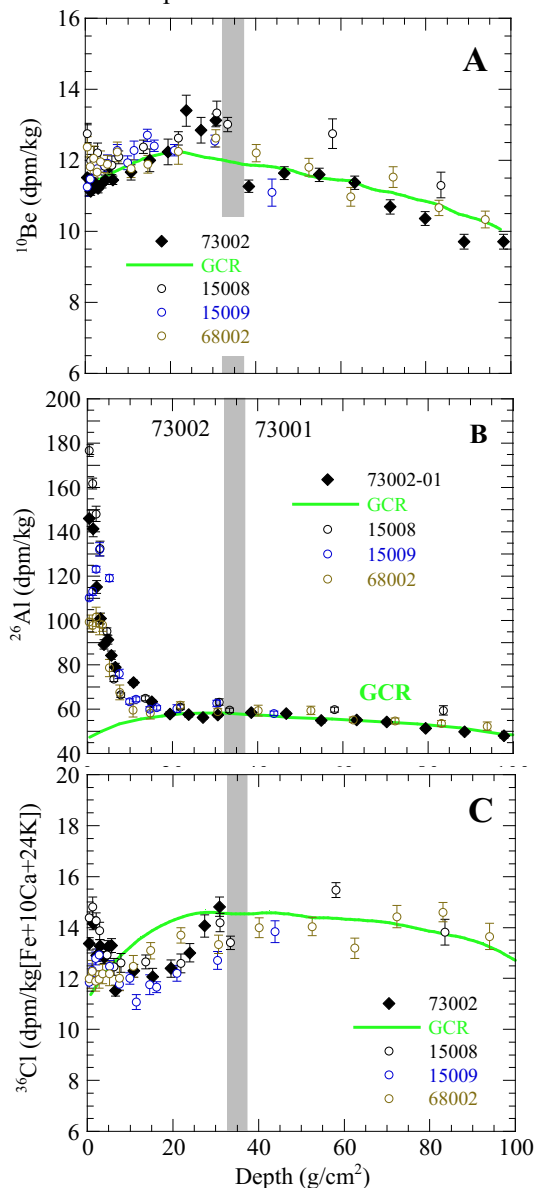 16
A
14
12
10
8
6
¹⁰Be (dpm/kg)
73002
GCR
15008
15009
68002
200
180
160
140
120
100
80
60
40
²⁶Al (dpm/kg)
73002 73001 B
73002-01
GCR
15008
15009
68002
GCR
20
18
16
14
12
10
8
6
³⁶Cl (dpm/kg[Fe+10Ca+24K])
C
73002
GCR
15008
15009
68002
0 20 40 60 80 100
Depth (g/cm²)